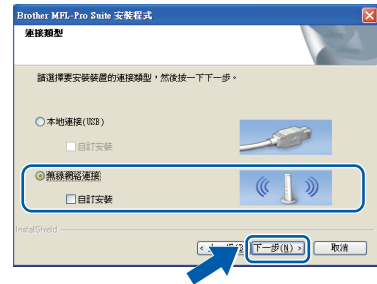 Brother MFL-Pro Suite 安裝程式
連接類型
請選擇要安裝裝置的連接類型，然後按一下下一步。
本地連接(USB)
自訂安裝
無線網路連接
自訂安裝
InstallShield
下一步(N) >
取消